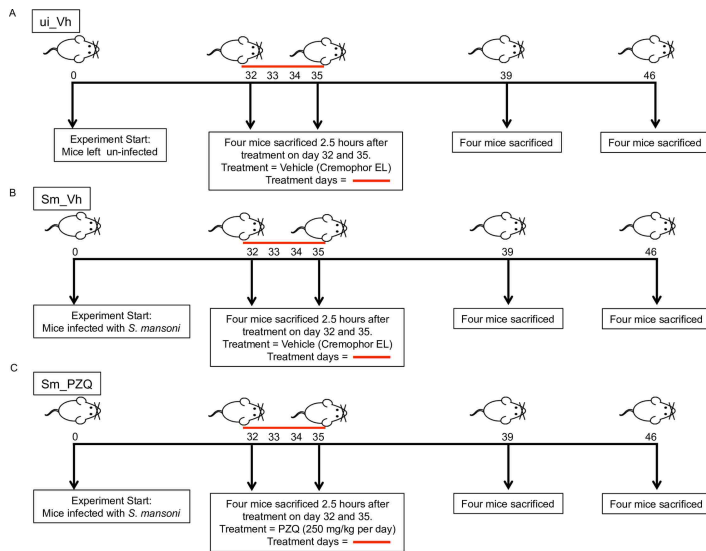 A
ui_Vh
0
32 33 34 35
39
46
Experiment Start:
Mice left un-infected
Four mice sacrificed 2.5 hours after
treatment on day 32 and 35.
Treatment = Vehicle (Cremophor EL)
Treatment days =
Four mice sacrificed
Four mice sacrificed
B
Sm_Vh
0
32 33 34 35
39
46
Experiment Start:
Mice infected with S. mansoni
Four mice sacrificed 2.5 hours after
treatment on day 32 and 35.
Treatment = Vehicle (Cremophor EL)
Treatment days =
Four mice sacrificed
Four mice sacrificed
C
Sm_PZQ
0
32 33 34 35
39
46
Experiment Start:
Mice infected with S. mansoni
Four mice sacrificed 2.5 hours after
treatment on day 32 and 35.
Treatment = PZQ (250 mg/kg per day)
Treatment days =
Four mice sacrificed
Four mice sacrificed